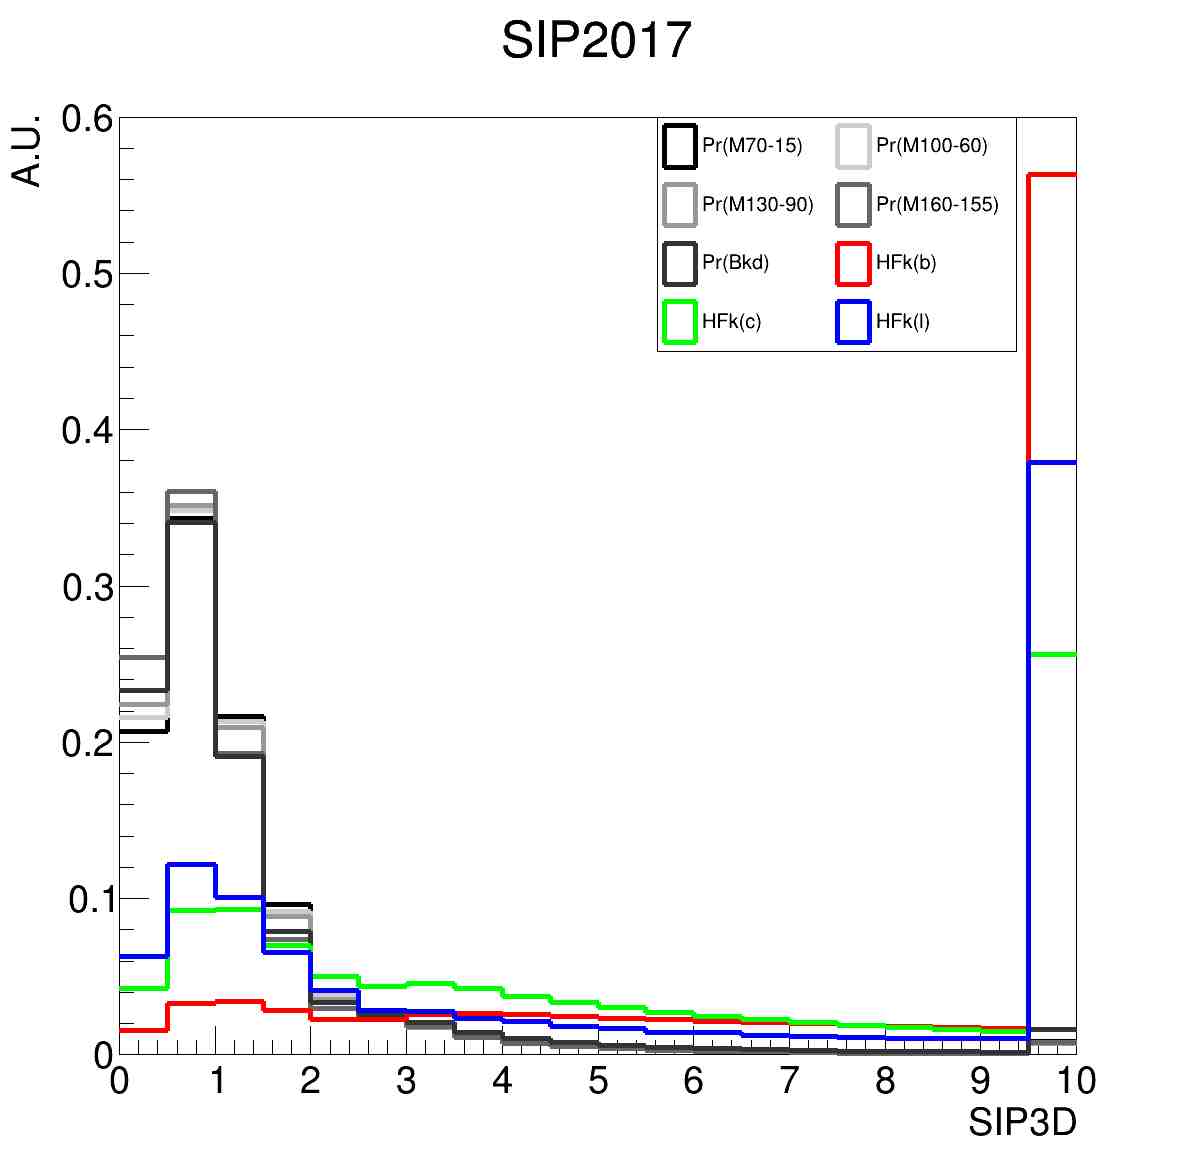 SIP2017
A.U.
0.6
0.5
0.4
0.3
0.2
0.1
0
Pr(M70-15) Pr(M100-60)
Pr(M130-90) Pr(M160-155)
Pr(Bkd) HFk(b)
HFk(c) HFk(l)
0 1 2 3 4 5 6 7 8 9 10
SIP3D